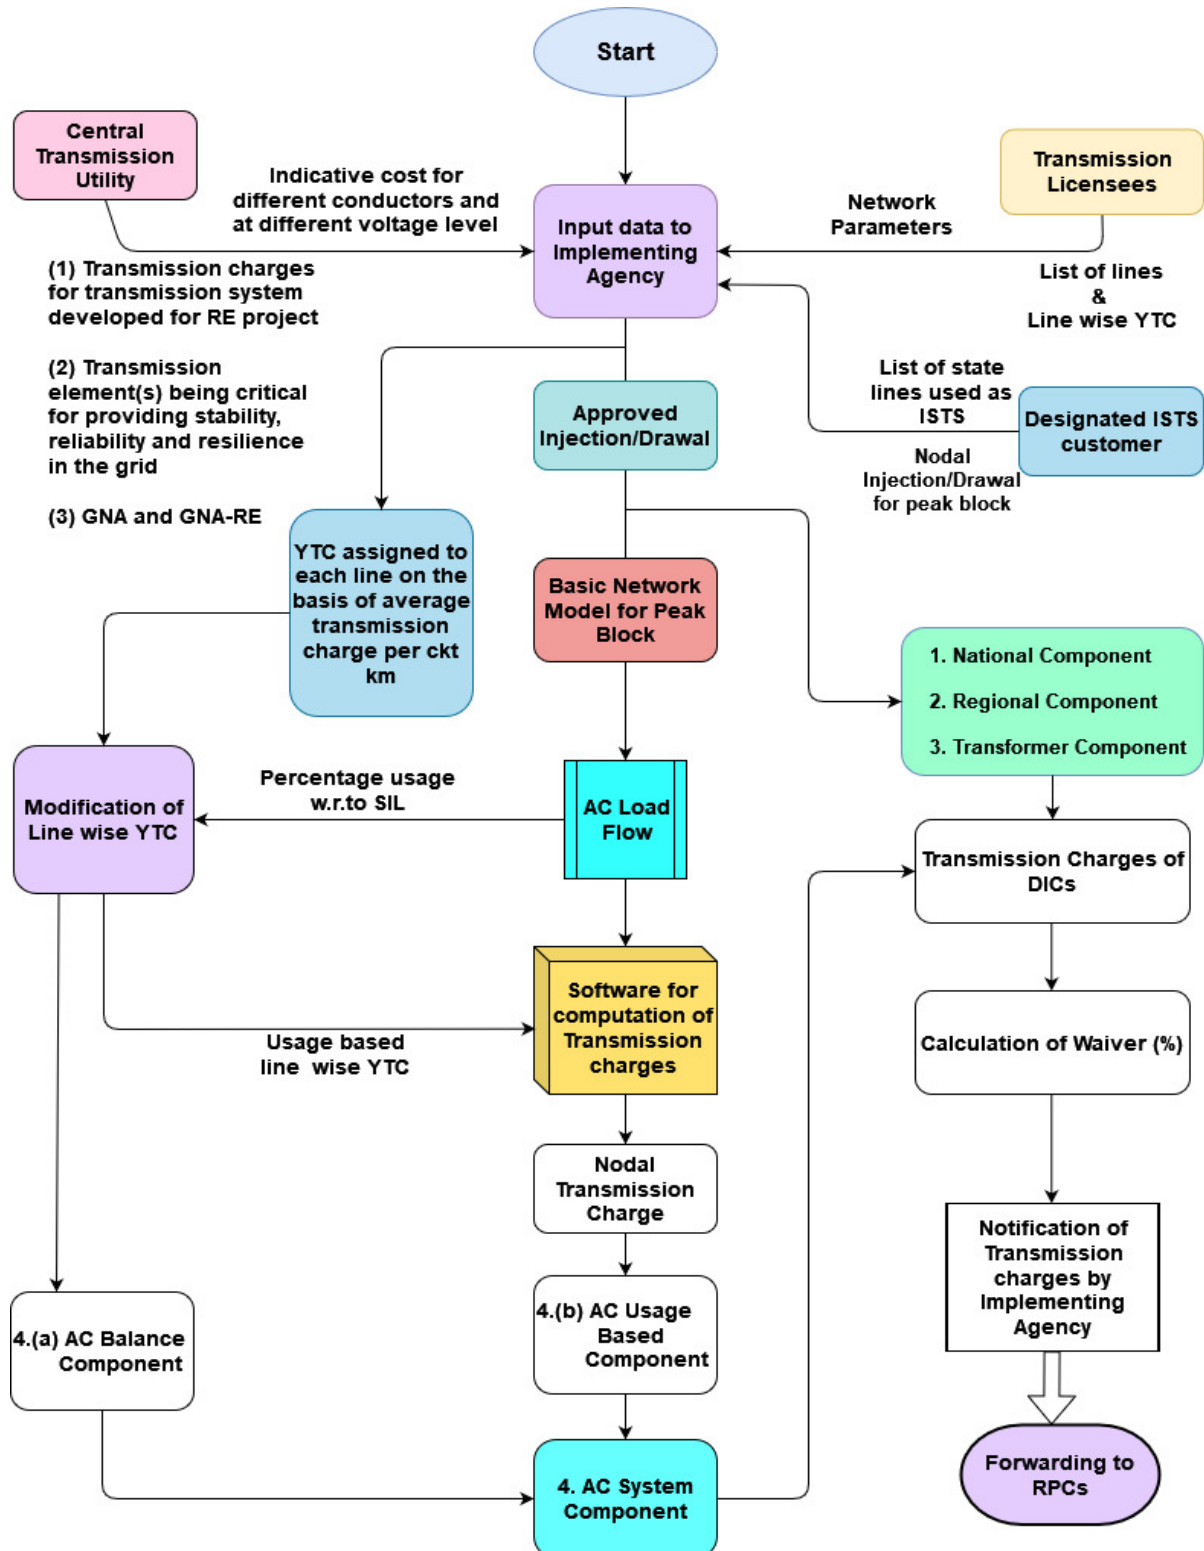 Start
Central
Transmission
Utility
Indicative cost for
different conductors and
at different voltage level
Input data to
Implementing
Agency
Network
Parameters
Transmission
Licensees
(1) Transmission charges
for transmission system
developed for RE project
(2) Transmission
element(s) being critical
for providing stability,
reliability and resilience
in the grid
(3) GNA and GNA-RE
List of lines
&
Line wise YTC
List of state
lines used as
ISTS
Designated ISTS
customer
Nodal
Injection/Drawal
for peak block
Approved
Injection/Drawal
YTC assigned to
each line on the
basis of average
transmission
charge per ckt
km
Basic Network
Model for Peak
Block
1. National Component
2. Regional Component
3. Transformer Component
Modification of
Line wise YTC
Percentage usage
w.r.to SIL
AC Load
Flow
Transmission Charges of
DICs
Software for
computation of
Transmission
charges
Usage based
line wise YTC
Calculation of Waiver (%)
Nodal
Transmission
Charge
Notification of
Transmission
charges by
Implementing
Agency
4.(a) AC Balance
Component
4.(b) AC Usage
Based
Component
4. AC System
Component
Forwarding to
RPCs